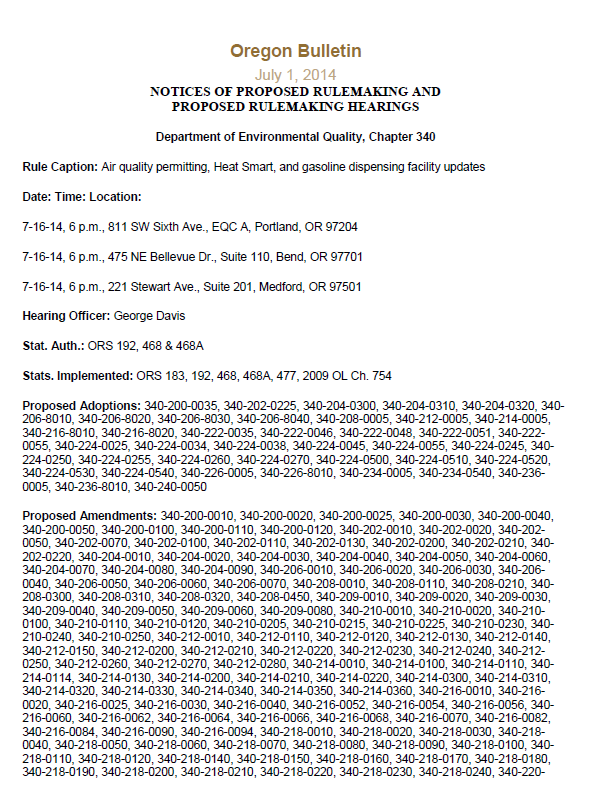 Oregon Bulletin
July 1, 2014
NOTICES OF PROPOSED RULEMAKING AND
PROPOSED RULEMAKING HEARINGS
Department of Environmental Quality, Chapter 340
Rule Caption: Air quality permitting, Heat Smart, and gasoline dispensing facility updates
Date: Time: Location:
7-16-14, 6 p.m., 811 SW Sixth Ave., EQC A, Portland, OR 97204
7-16-14, 6 p.m., 475 NE Bellevue Dr., Suite 110, Bend, OR 97701
7-16-14, 6 p.m., 221 Stewart Ave., Suite 201, Medford, OR 97501
Hearing Officer: George Davis
Stat. Auth.: ORS 192, 468 & 468A
Stats. Implemented: ORS 183, 192, 468, 468A, 477, 2009 OL Ch. 754
Proposed Adoptions: 340-200-0035, 340-202-0225, 340-204-0300, 340-204-0310, 340-204-0320, 340-
206-8010, 340-206-8020, 340-206-8030, 340-206-8040, 340-208-0005, 340-212-0005, 340-214-0005,
340-216-8010, 340-216-8020, 340-222-0035, 340-222-0046, 340-222-0048, 340-222-0051, 340-222-
0055, 340-224-0025, 340-224-0034, 340-224-0038, 340-224-0045, 340-224-0055, 340-224-0245, 340-
224-0250, 340-224-0255, 340-224-0260, 340-224-0270, 340-224-0500, 340-224-0510, 340-224-0520,
340-224-0530, 340-224-0540, 340-226-0005, 340-226-8010, 340-234-0005, 340-234-0540, 340-236-
0005, 340-236-8010, 340-240-0050
Proposed Amendments: 340-200-0010, 340-200-0020, 340-200-0025, 340-200-0030, 340-200-0040,
340-200-0050, 340-200-0100, 340-200-0110, 340-200-0120, 340-202-0010, 340-202-0020, 340-202-
0050, 340-202-0070, 340-202-0100, 340-202-0110, 340-202-0130, 340-202-0200, 340-202-0210, 340-
202-0220, 340-204-0010, 340-204-0020, 340-204-0030, 340-204-0040, 340-204-0050, 340-204-0060,
340-204-0070, 340-204-0080, 340-204-0090, 340-206-0010, 340-206-0020, 340-206-0030, 340-206-
0040, 340-206-0050, 340-206-0060, 340-206-0070, 340-208-0010, 340-208-0110, 340-208-0210, 340-
208-0300, 340-208-0310, 340-208-0320, 340-208-0450, 340-209-0010, 340-209-0020, 340-209-0030,
340-209-0040, 340-209-0050, 340-209-0060, 340-209-0080, 340-210-0010, 340-210-0020, 340-210-
0100, 340-210-0110, 340-210-0120, 340-210-0205, 340-210-0215, 340-210-0225, 340-210-0230, 340-
210-0240, 340-210-0250, 340-212-0010, 340-212-0110, 340-212-0120, 340-212-0130, 340-212-0140,
340-212-0150, 340-212-0200, 340-212-0210, 340-212-0220, 340-212-0230, 340-212-0240, 340-212-
0250, 340-212-0260, 340-212-0270, 340-212-0280, 340-214-0010, 340-214-0100, 340-214-0110, 340-
214-0114, 340-214-0130, 340-214-0200, 340-214-0210, 340-214-0220, 340-214-0300, 340-214-0310,
340-214-0320, 340-214-0330, 340-214-0340, 340-214-0350, 340-214-0360, 340-216-0010, 340-216-
0020, 340-216-0025, 340-216-0030, 340-216-0040, 340-216-0052, 340-216-0054, 340-216-0056, 340-
216-0060, 340-216-0062, 340-216-0064, 340-216-0066, 340-216-0068, 340-216-0070, 340-216-0082,
340-216-0084, 340-216-0090, 340-216-0094, 340-218-0010, 340-218-0020, 340-218-0030, 340-218-
0040, 340-218-0050, 340-218-0060, 340-218-0070, 340-218-0080, 340-218-0090, 340-218-0100, 340-
218-0110, 340-218-0120, 340-218-0140, 340-218-0150, 340-218-0160, 340-218-0170, 340-218-0180,
340-218-0190, 340-218-0200, 340-218-0210, 340-218-0220, 340-218-0230, 340-218-0240, 340-220-